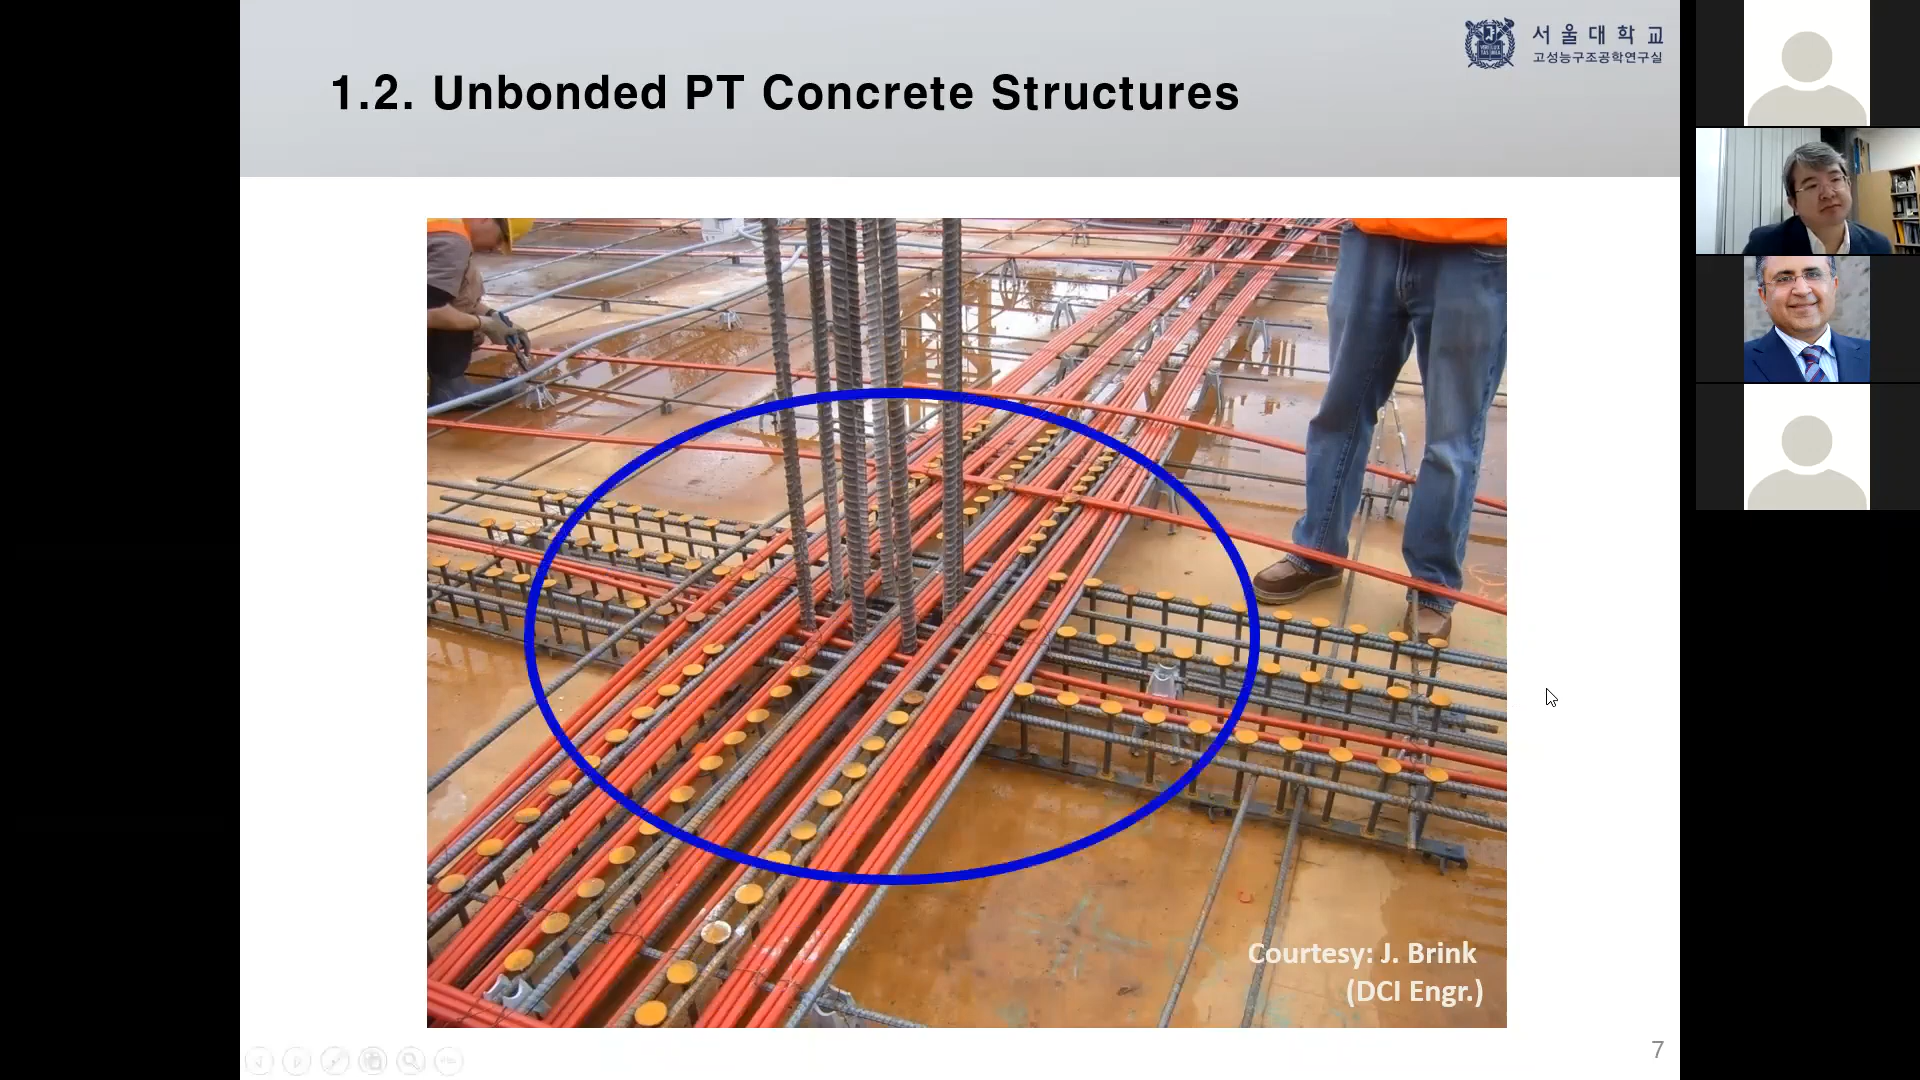 1.2. Unbonded PT Concrete Structures
서울대학교
고성능구조공학연구실
Courtesy: J. Brink
(DCI Engr.)
7